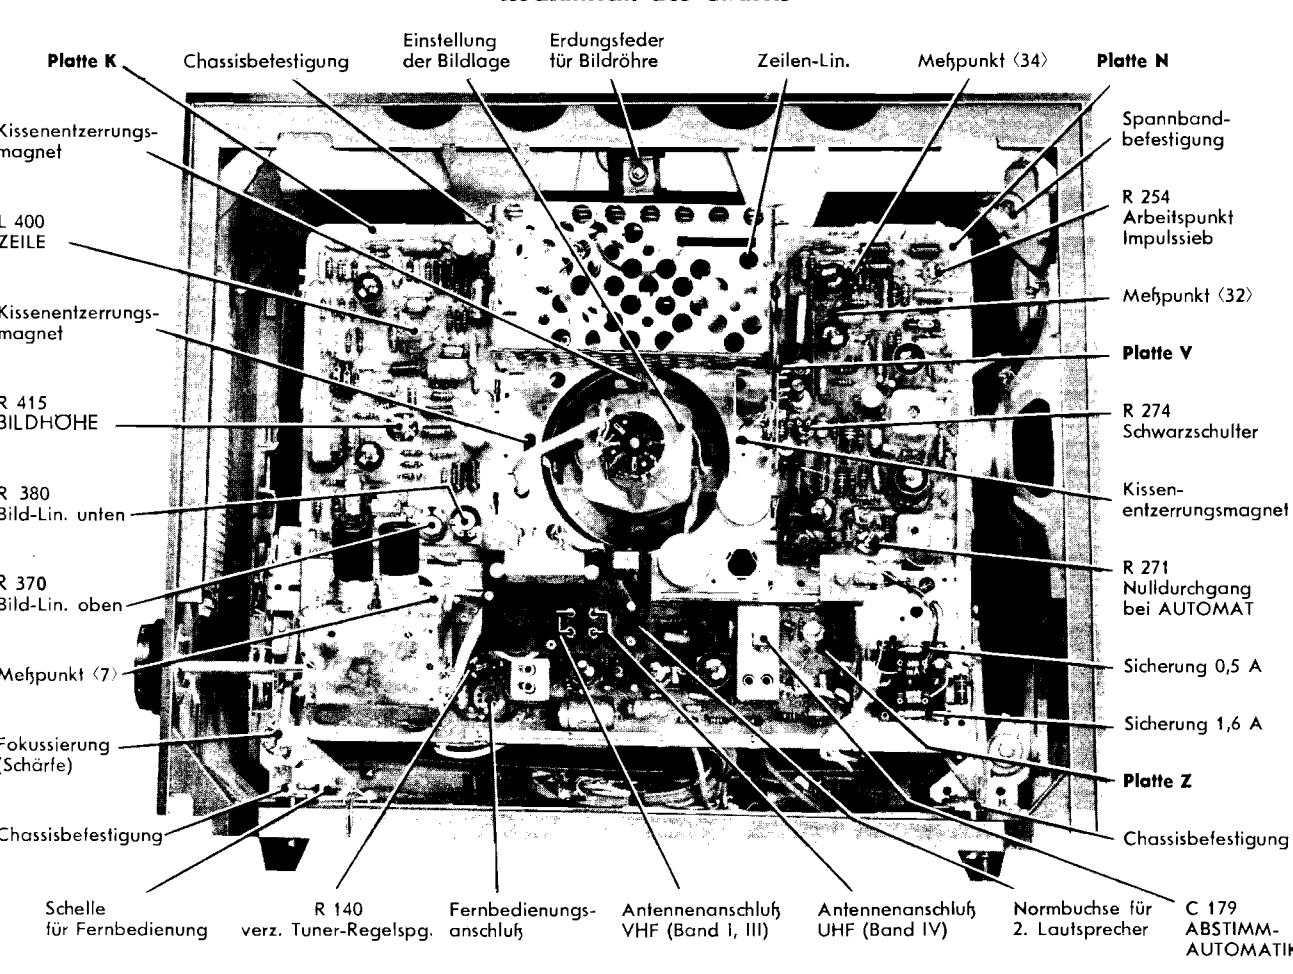 Einstellung
der Bildlage
Erdungsfeder
für Bildröhre
Platte K
Chassisbefestigung
Zeilen-Lin.
Meßpunkt ⟨34⟩
Platte N
Kissenentzerrungs-
magnet
Spannband-
befestigung
L 400
ZEILE
R 254
Arbeitspunkt
Impulssieb
Kissenentzerrungs-
magnet
Meßpunkt ⟨32⟩
Platte V
R 415
BILDHÖHE
R 274
Schwarzschulter
R 380
Bild-Lin. unten
Kissen-
entzerrungsmagnet
R 370
Bild-Lin. oben
R 271
Nulldurchgang
bei AUTOMAT
Meßpunkt ⟨7⟩
Sicherung 0,5 A
Fokussierung
(Schärfe)
Sicherung 1,6 A
Platte Z
Chassisbefestigung
Chassisbefestigung
Schelle
für Fernbedienung
R 140
verz. Tuner-Regelspg.
Fernbedienungs-
anschluß
Antennenanschluß
VHF (Band I, III)
Antennenanschluß
UHF (Band IV)
Normbuchse für
2. Lautsprecher
C 179
ABSTIMM-
AUTOMATIK